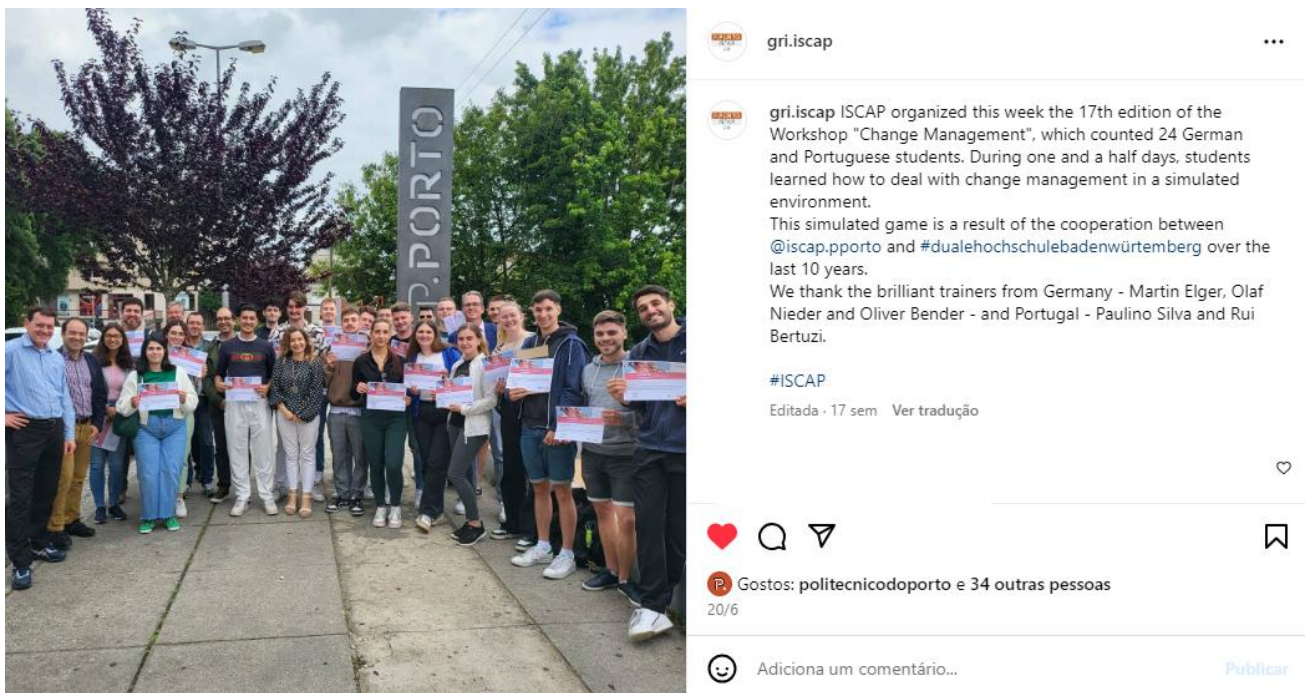 P.PORTO
gri.iscap
gri.iscap ISCAP organized this week the 17th edition of the
Workshop "Change Management", which counted 24 German
and Portuguese students. During one and a half days, students
learned how to deal with change management in a simulated
environment.
This simulated game is a result of the cooperation between
@iscap.pporto and #dualehochschulebadenwürtemberg over the
last 10 years.
We thank the brilliant trainers from Germany - Martin Elger, Olaf
Nieder and Oliver Bender - and Portugal - Paulino Silva and Rui
Bertuzi.
#ISCAP
Editada · 17 sem Ver tradução
P.
Gostos: politecnicodoporto e 34 outras pessoas
20/6
Adiciona um comentário... Publicar